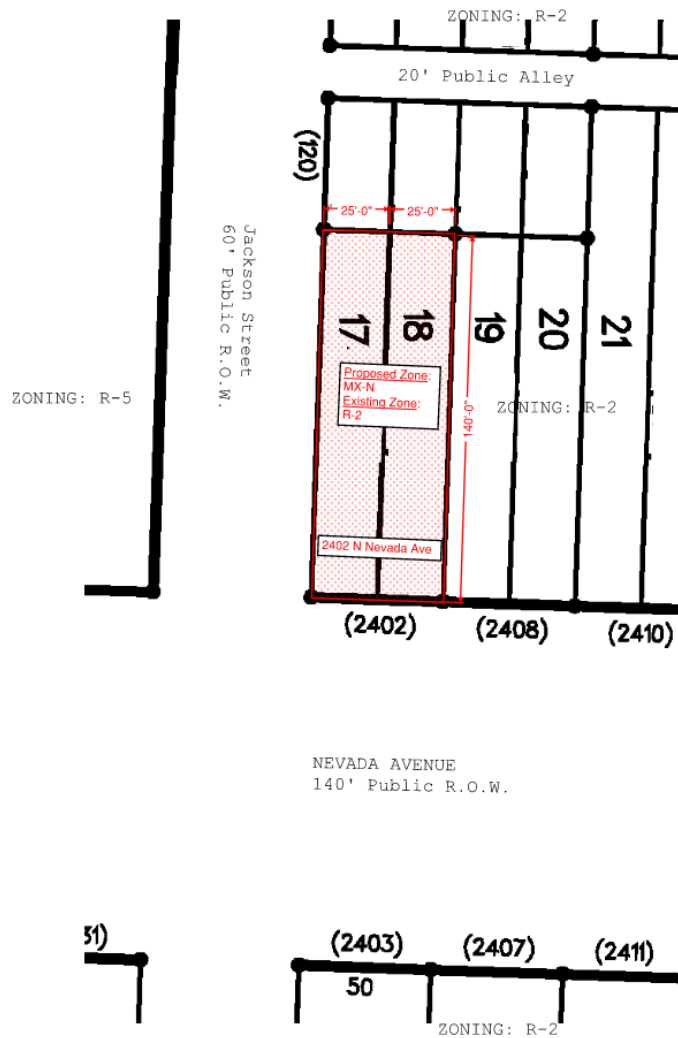 ZONING: R-2
20' Public Alley
(120)
25'-0"
25'-0"
Jackson Street
60' Public R.O.W.
17
18
19
20
21
Proposed Zone:
MX-N
Existing Zone:
R-2
ZONING: R-5
ZONING: R-2
140'-0"
2402 N Nevada Ave
(2402)
(2408)
(2410)
NEVADA AVENUE
140' Public R.O.W.
31)
(2403)
(2407)
(2411)
50
ZONING: R-2